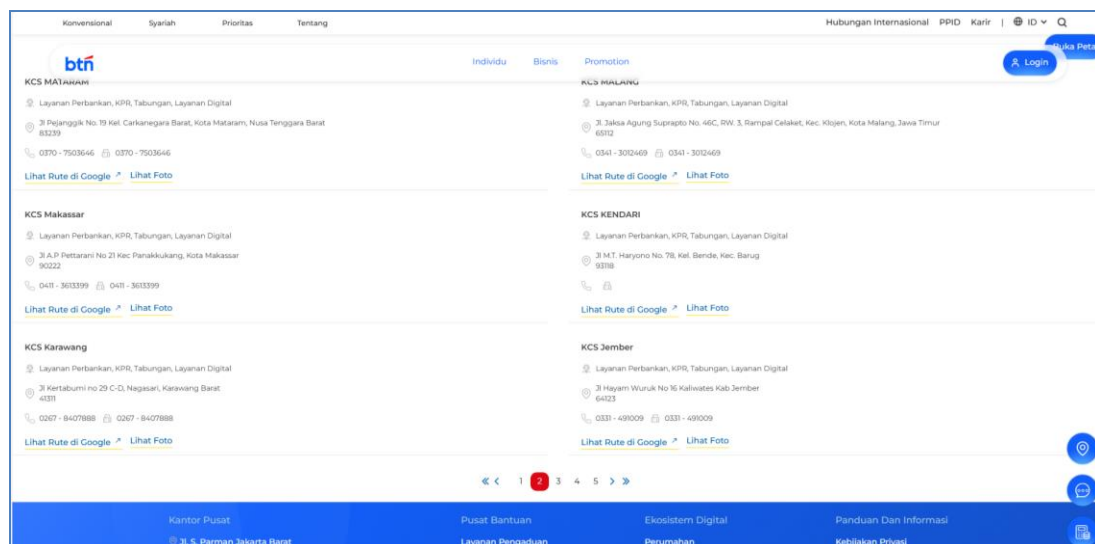 Konvensional Syariah Prioritas Tentang
Hubungan Internasional PPID Karir | ID
Buka Peta
btn
Individu Bisnis Promotion
Login
KCS MATARAM
Layanan Perbankan, KPR, Tabungan, Layanan Digital
Jl Pejanggik No. 19 Kel. Carkanegara Barat, Kota Mataram, Nusa Tenggara Barat
83239
0370 - 7503646 0370 - 7503646
Lihat Rute di Google Lihat Foto
KCS MALANG
Layanan Perbankan, KPR, Tabungan, Layanan Digital
Jl. Jaksa Agung Suprapto No. 46C, RW. 3, Rampal Celaket, Kec. Klojen, Kota Malang, Jawa Timur
65112
0341 - 3012469 0341 - 3012469
Lihat Rute di Google Lihat Foto
KCS Makassar
Layanan Perbankan, KPR, Tabungan, Layanan Digital
Jl A.P Pettarani No 21 Kec Panakkukang, Kota Makassar
90222
0411 - 3613399 0411 - 3613399
Lihat Rute di Google Lihat Foto
KCS KENDARI
Layanan Perbankan, KPR, Tabungan, Layanan Digital
Jl M.T. Haryono No. 78, Kel. Bende, Kec. Barug
93118
Lihat Rute di Google Lihat Foto
KCS Karawang
Layanan Perbankan, KPR, Tabungan, Layanan Digital
Jl Kertabumi no 29 C-D, Nagasari, Karawang Barat
41311
0267 - 8407888 0267 - 8407888
Lihat Rute di Google Lihat Foto
KCS Jember
Layanan Perbankan, KPR, Tabungan, Layanan Digital
Jl Hayam Wuruk No 16 Kaliwates Kab Jember
64123
0331 - 491009 0331 - 491009
Lihat Rute di Google Lihat Foto
1 2 3 4 5
Kantor Pusat Pusat Bantuan Ekosistem Digital Panduan Dan Informasi
Jl. S. Parman Jakarta Barat Layanan Pengaduan Perumahan Kebijakan Privasi